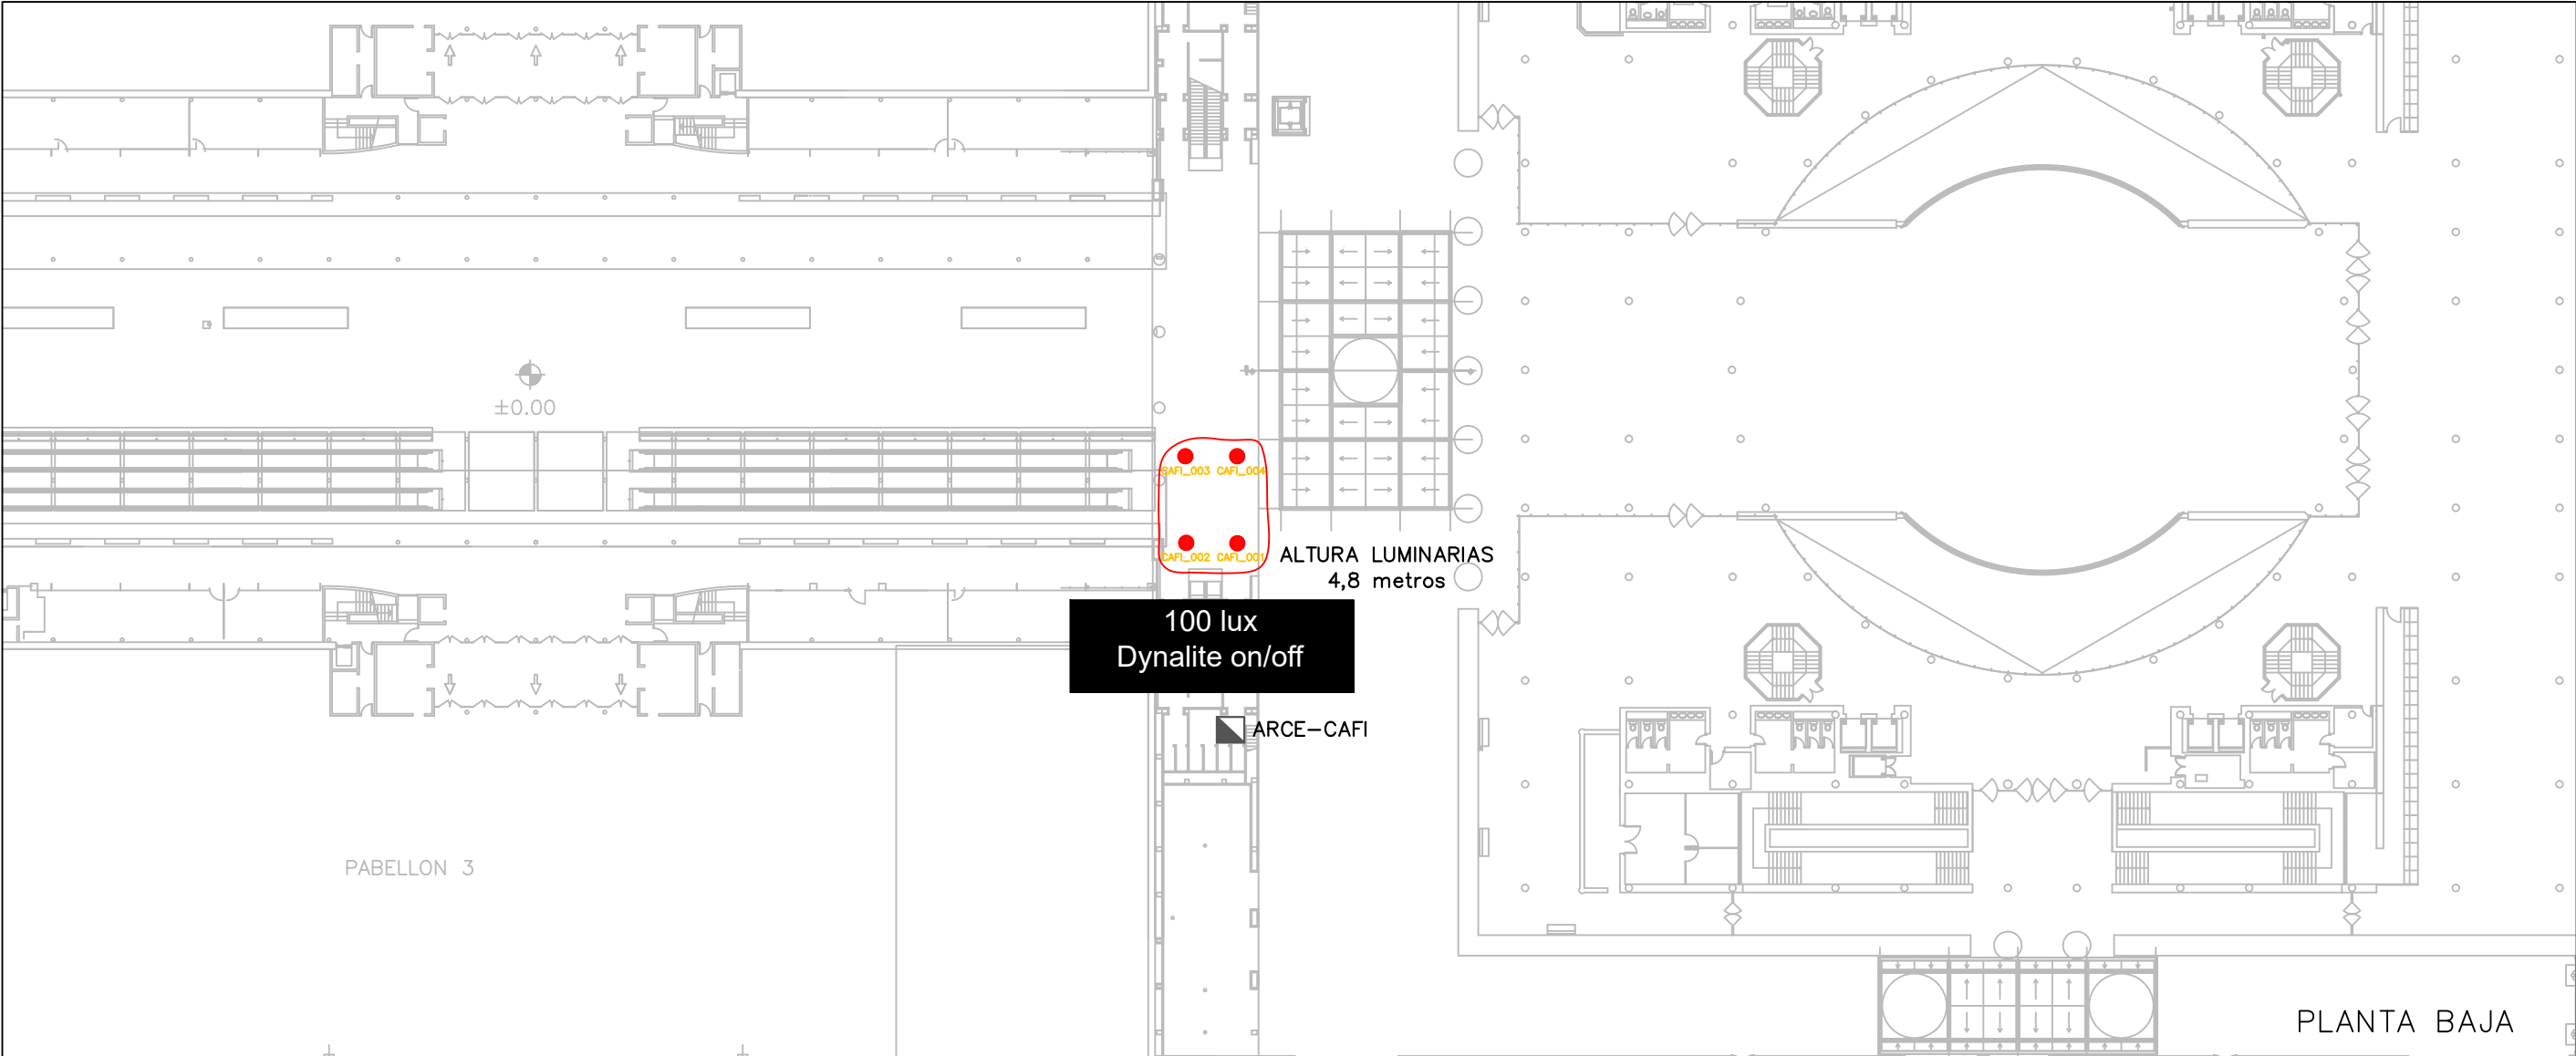 ±0.00
CAFI_003 CAFI_004
CAFI_002 CAFI_001
ALTURA LUMINARIAS
4,8 metros
100 lux
Dynalite on/off
ARCE-CAFI
PABELLON 3
PLANTA BAJA